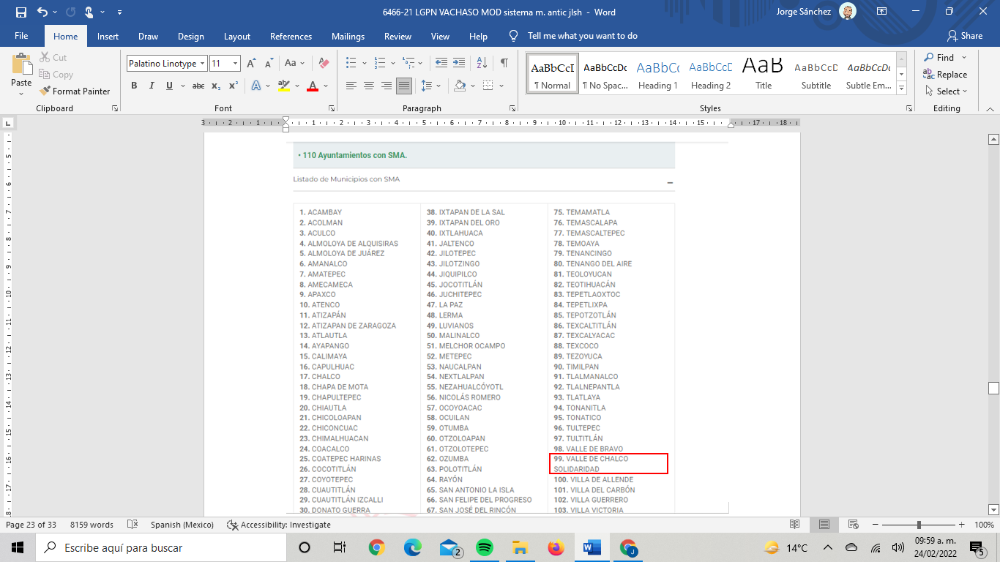 6466-21 LGPN VACHASO MOD sistema m. antic jlsh - Word
Jorge Sánchez
File Home Insert Draw Design Layout References Mailings Review View Help Tell me what you want to do Share
Paste
Cut
Copy
Format Painter
Clipboard
Palatino Linotype 11
Font
Paragraph
AaBbCcI AaBbCcDc AaBbCc AaBbCcE AaB AaBbCcD AaBbCcDc
¶ Normal ¶ No Spac... Heading 1 Heading 2 Title Subtitle Subtle Em...
Styles
Find
Replace
Select
Editing
3 2 1 1 2 3 4 5 6 7 8 9 10 11 12 13 14 15 17 18
• 110 Ayuntamientos con SMA.
Listado de Municipios con SMA
1. ACAMBAY
2. ACOLMAN
3. ACULCO
4. ALMOLOYA DE ALQUISIRAS
5. ALMOLOYA DE JUÁREZ
6. AMANALCO
7. AMATEPEC
8. AMECAMECA
9. APAXCO
10. ATENCO
11. ATIZAPÁN
12. ATIZAPAN DE ZARAGOZA
13. ATLAUTLA
14. AYAPANGO
15. CALIMAYA
16. CAPULHUAC
17. CHALCO
18. CHAPA DE MOTA
19. CHAPULTEPEC
20. CHIAUTLA
21. CHICOLOAPAN
22. CHICONCUAC
23. CHIMALHUACAN
24. COACALCO
25. COATEPEC HARINAS
26. COCOTITLÁN
27. COYOTEPEC
28. CUAUTITLÁN
29. CUAUTITLÁN IZCALLI
30. DONATO GUERRA
38. IXTAPAN DE LA SAL
39. IXTAPAN DEL ORO
40. IXTLAHUACA
41. JALTENCO
42. JILOTEPEC
43. JILOTZINGO
44. JIQUIPILCO
45. JOCOTITLÁN
46. JUCHITEPEC
47. LA PAZ
48. LERMA
49. LUVIANOS
50. MALINALCO
51. MELCHOR OCAMPO
52. METEPEC
53. NAUCALPAN
54. NEXTLALPAN
55. NEZAHUALCÓYOTL
56. NICOLÁS ROMERO
57. OCOYOACAC
58. OCUILAN
59. OTUMBA
60. OTZOLOAPAN
61. OTZOLOTEPEC
62. OZUMBA
63. POLOTITLÁN
64. RAYÓN
65. SAN ANTONIO LA ISLA
66. SAN FELIPE DEL PROGRESO
67. SAN JOSÉ DEL RINCÓN
75. TEMAMATLA
76. TEMASCALAPA
77. TEMASCALTEPEC
78. TEMOAYA
79. TENANCINGO
80. TENANGO DEL AIRE
81. TEOLOYUCAN
82. TEOTIHUACÁN
83. TEPETLAOXTOC
84. TEPETLIXPA
85. TEPOTZOTLÁN
86. TEXCALTITLÁN
87. TEXCALYACAC
88. TEXCOCO
89. TEZOYUCA
90. TIMILPAN
91. TLALMANALCO
92. TLALNEPANTLA
93. TLATLAYA
94. TONANITLA
95. TONATICO
96. TULTEPEC
97. TULTITLÁN
98. VALLE DE BRAVO
99. VALLE DE CHALCO
SOLIDARIDAD
100. VILLA DE ALLENDE
101. VILLA DEL CARBÓN
102. VILLA GUERRERO
103. VILLA VICTORIA
Page 23 of 33 8159 words Spanish (Mexico) Accessibility: Investigate 100%
Escribe aquí para buscar
2
14°C
09:59 a. m.
24/02/2022
5